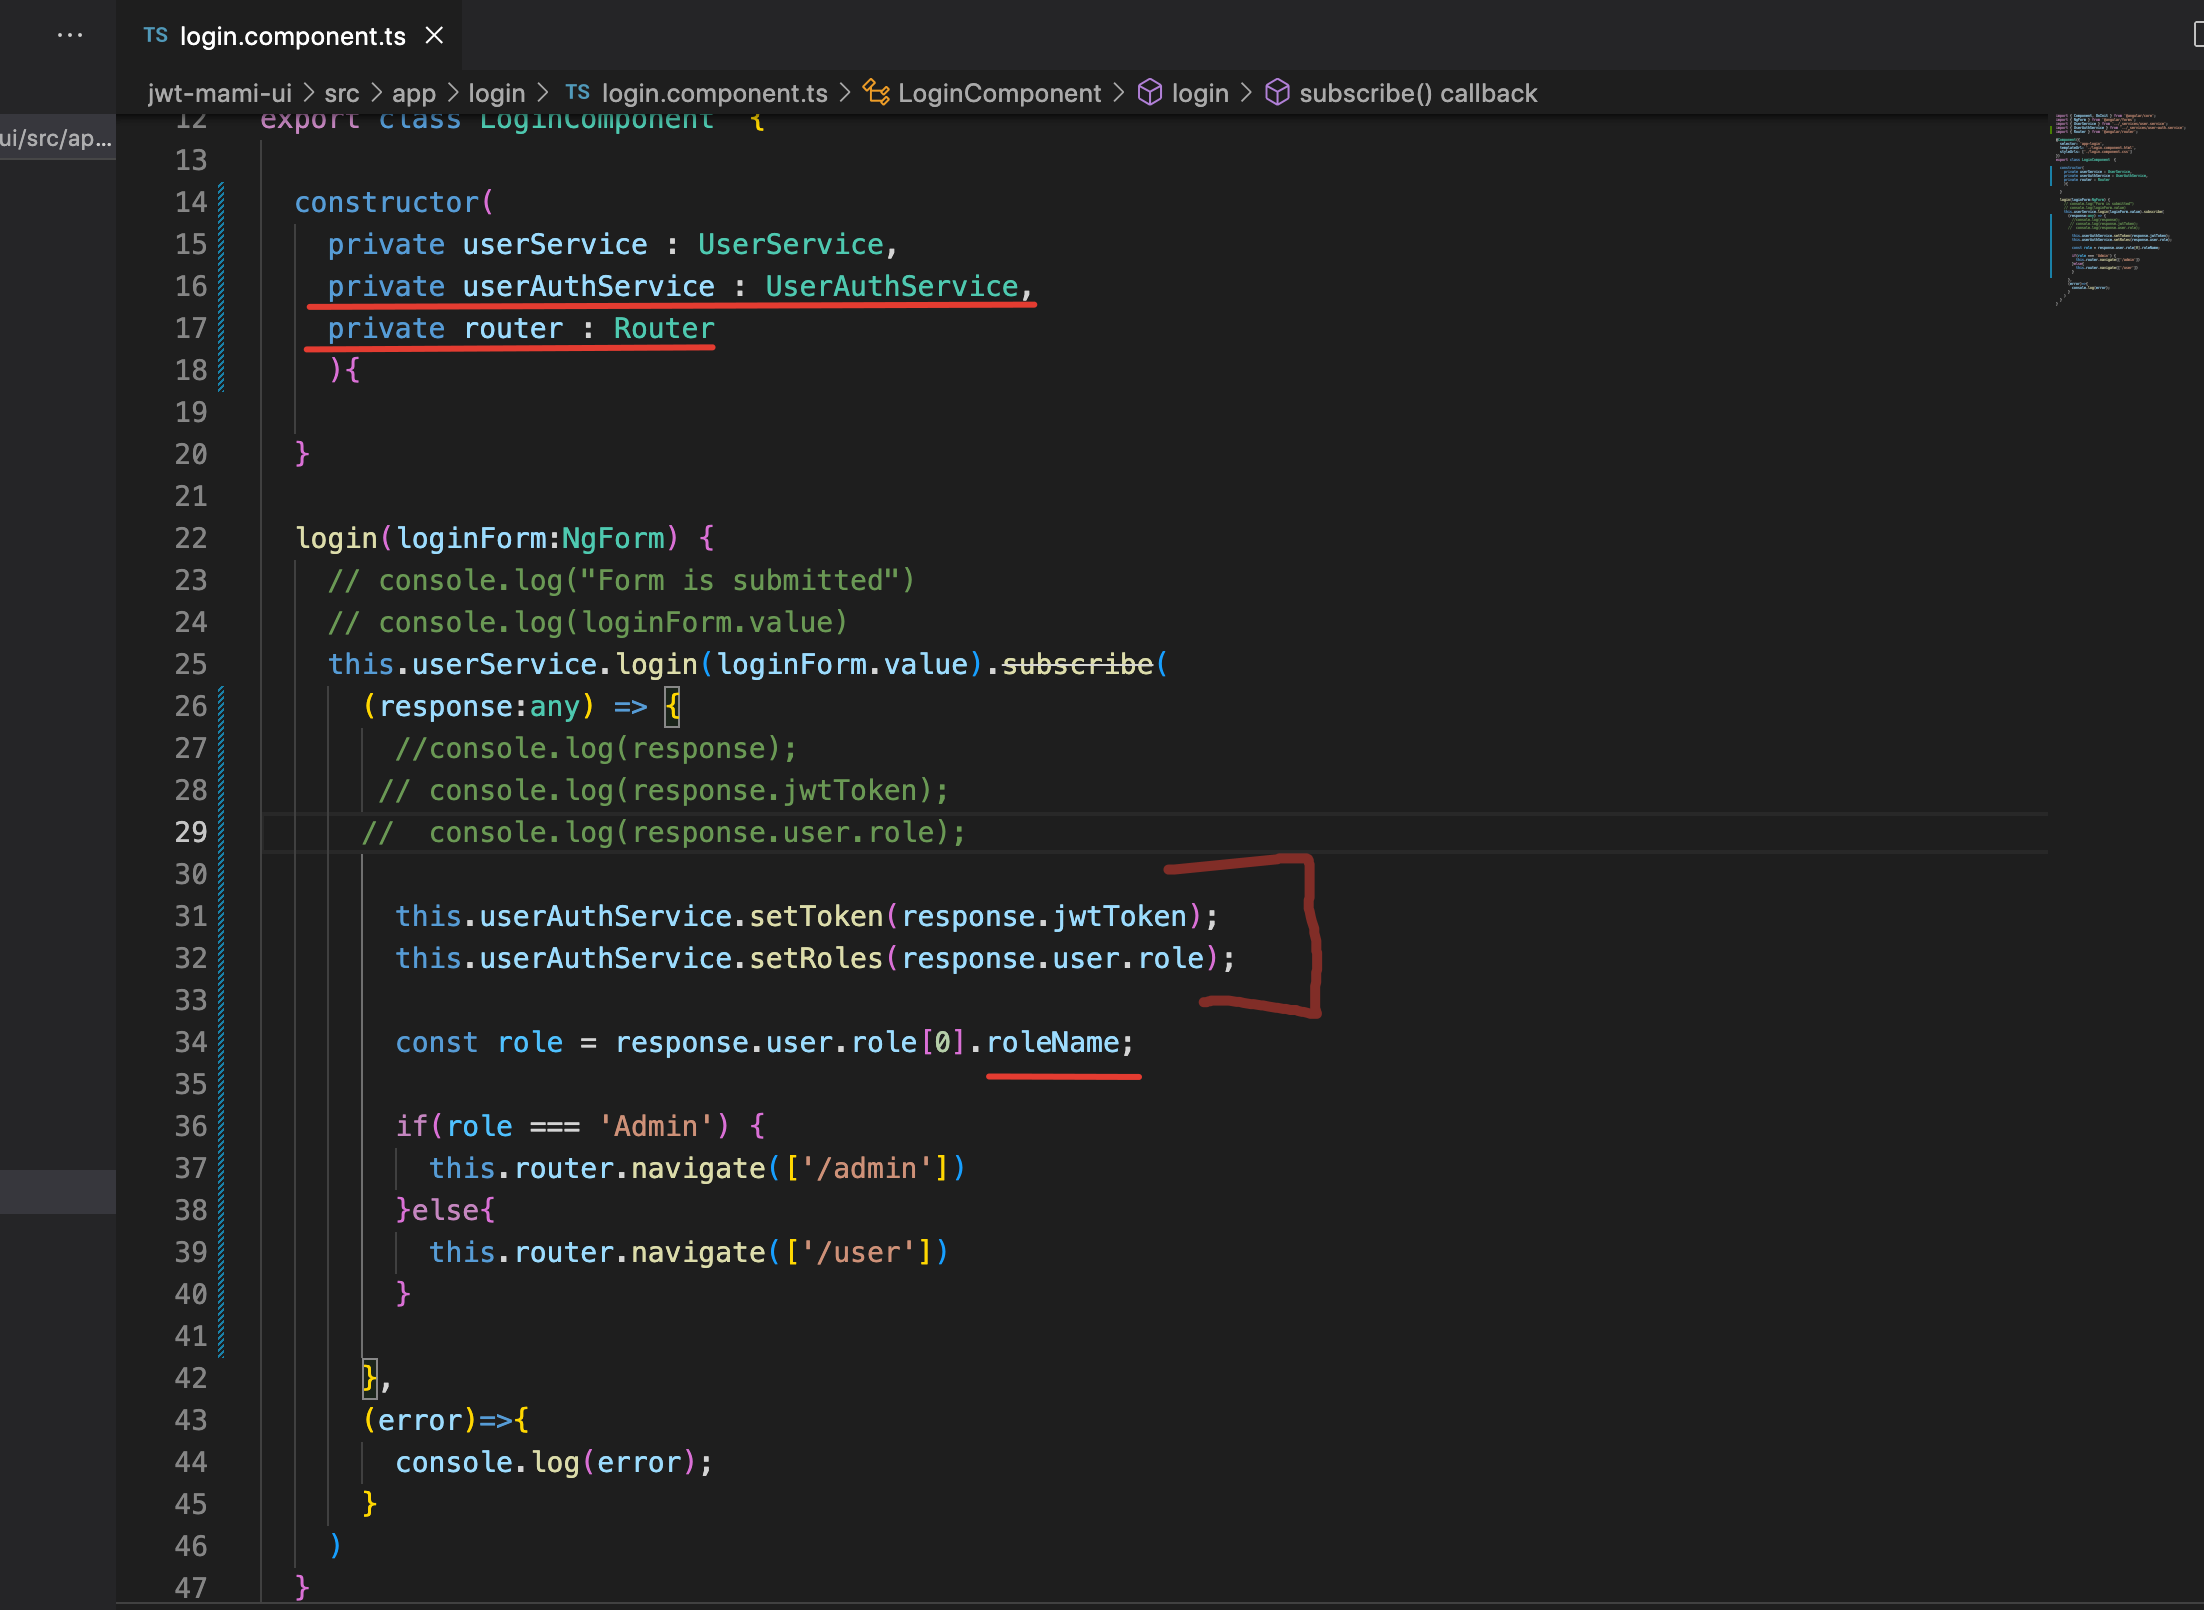 ··· TS login.component.ts ×
jwt-mami-ui > src > app > login > TS login.component.ts > LoginComponent > login > subscribe() callback
ui/src/ap...
12 export class LoginComponent {
13
14 constructor(
15 private userService : UserService,
16 private userAuthService : UserAuthService,
17 private router : Router
18 ){
19
20 }
21
22 login(loginForm:NgForm) {
23 // console.log("Form is submitted")
24 // console.log(loginForm.value)
25 this.userService.login(loginForm.value).subscribe(
26 (response:any) => {
27 //console.log(response);
28 // console.log(response.jwtToken);
29 // console.log(response.user.role);
30
31 this.userAuthService.setToken(response.jwtToken);
32 this.userAuthService.setRoles(response.user.role);
33
34 const role = response.user.role[0].roleName;
35
36 if(role === 'Admin') {
37 this.router.navigate(['/admin'])
38 }else{
39 this.router.navigate(['/user'])
40 }
41
42 },
43 (error)=>{
44 console.log(error);
45 }
46 )
47 }